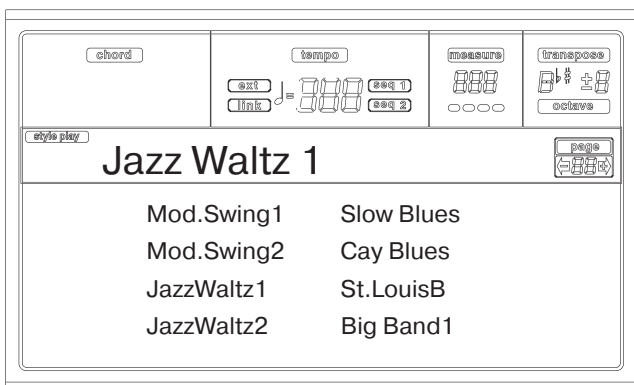 chord tempo measure transpose
ext seq 1
link seq 2 octave
style play
Jazz Waltz 1 page
Mod.Swing1 Slow Blues
Mod.Swing2 Cay Blues
JazzWaltz1 St.LouisB
JazzWaltz2 Big Band1